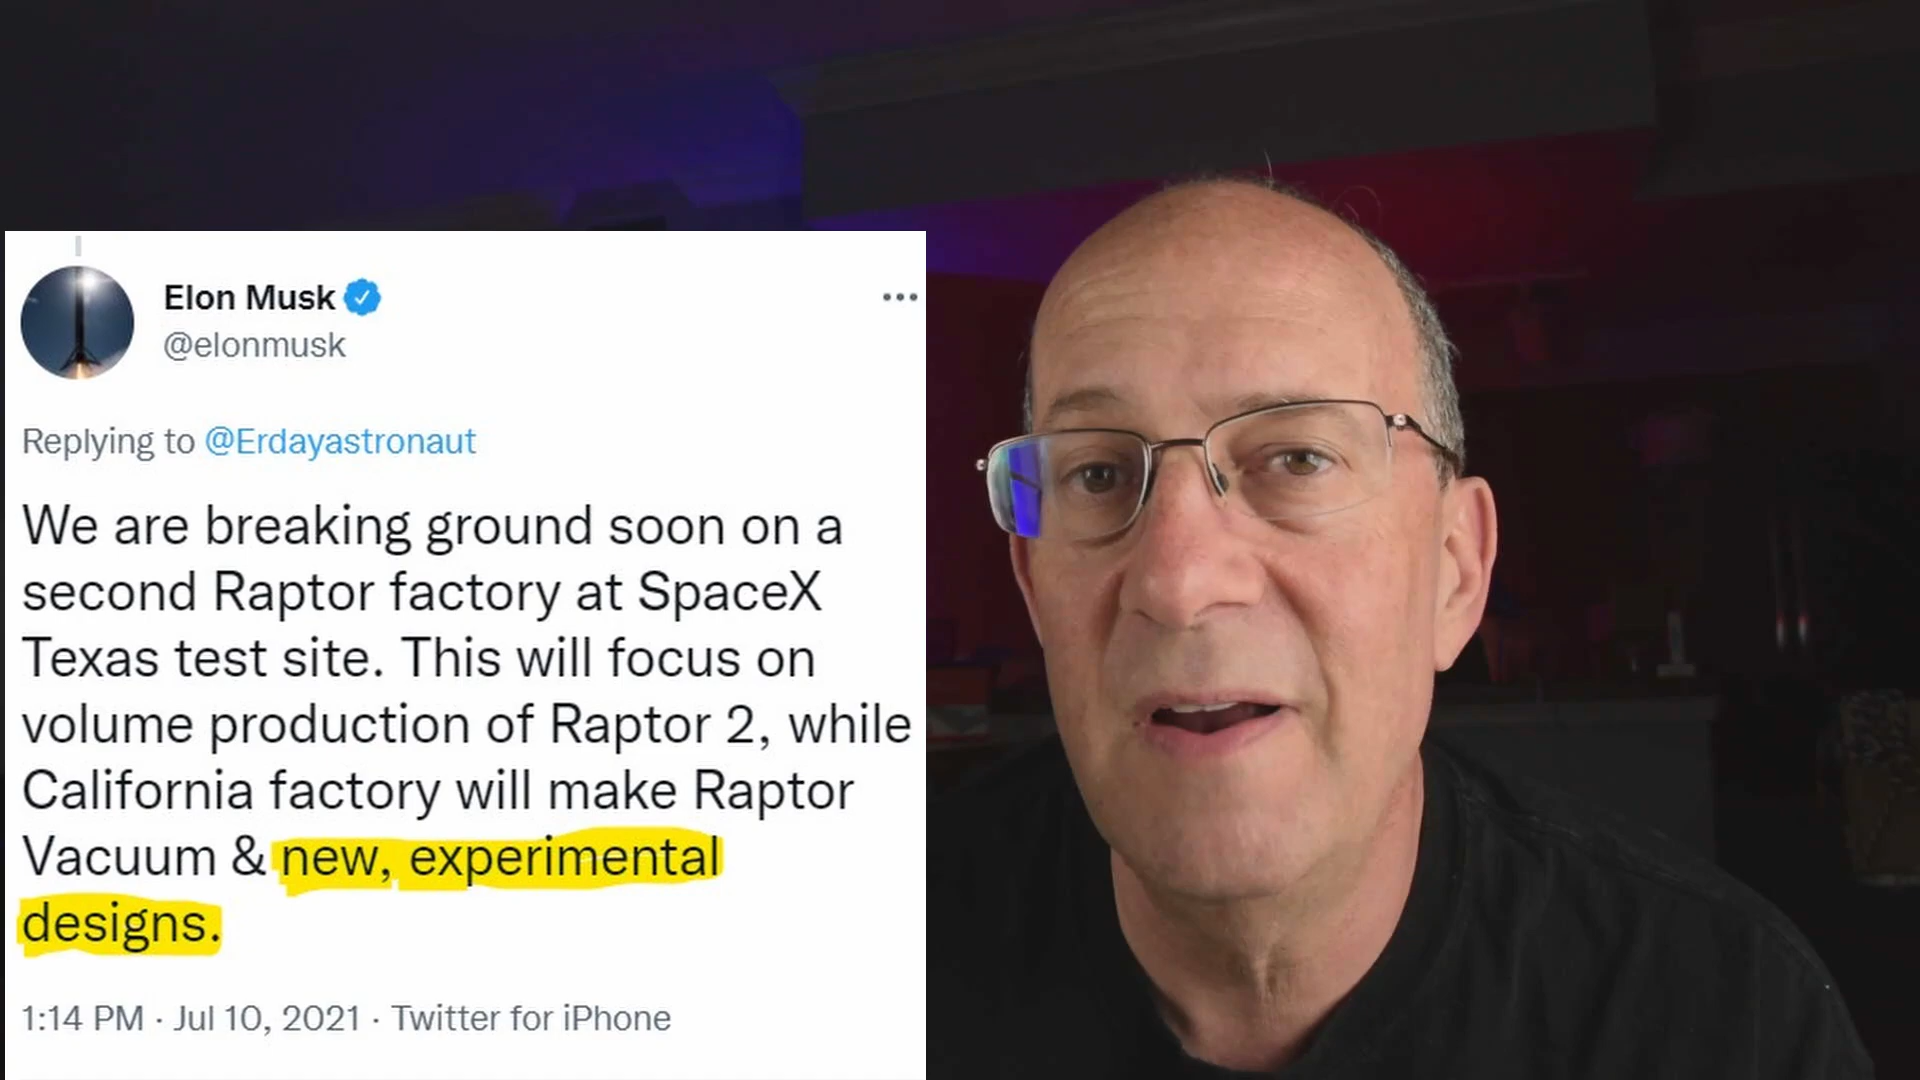 Elon Musk
@elonmusk
Replying to @Erdayastronaut
We are breaking ground soon on a
second Raptor factory at SpaceX
Texas test site. This will focus on
volume production of Raptor 2, while
California factory will make Raptor
Vacuum & new, experimental
designs.
1:14 PM · Jul 10, 2021 · Twitter for iPhone